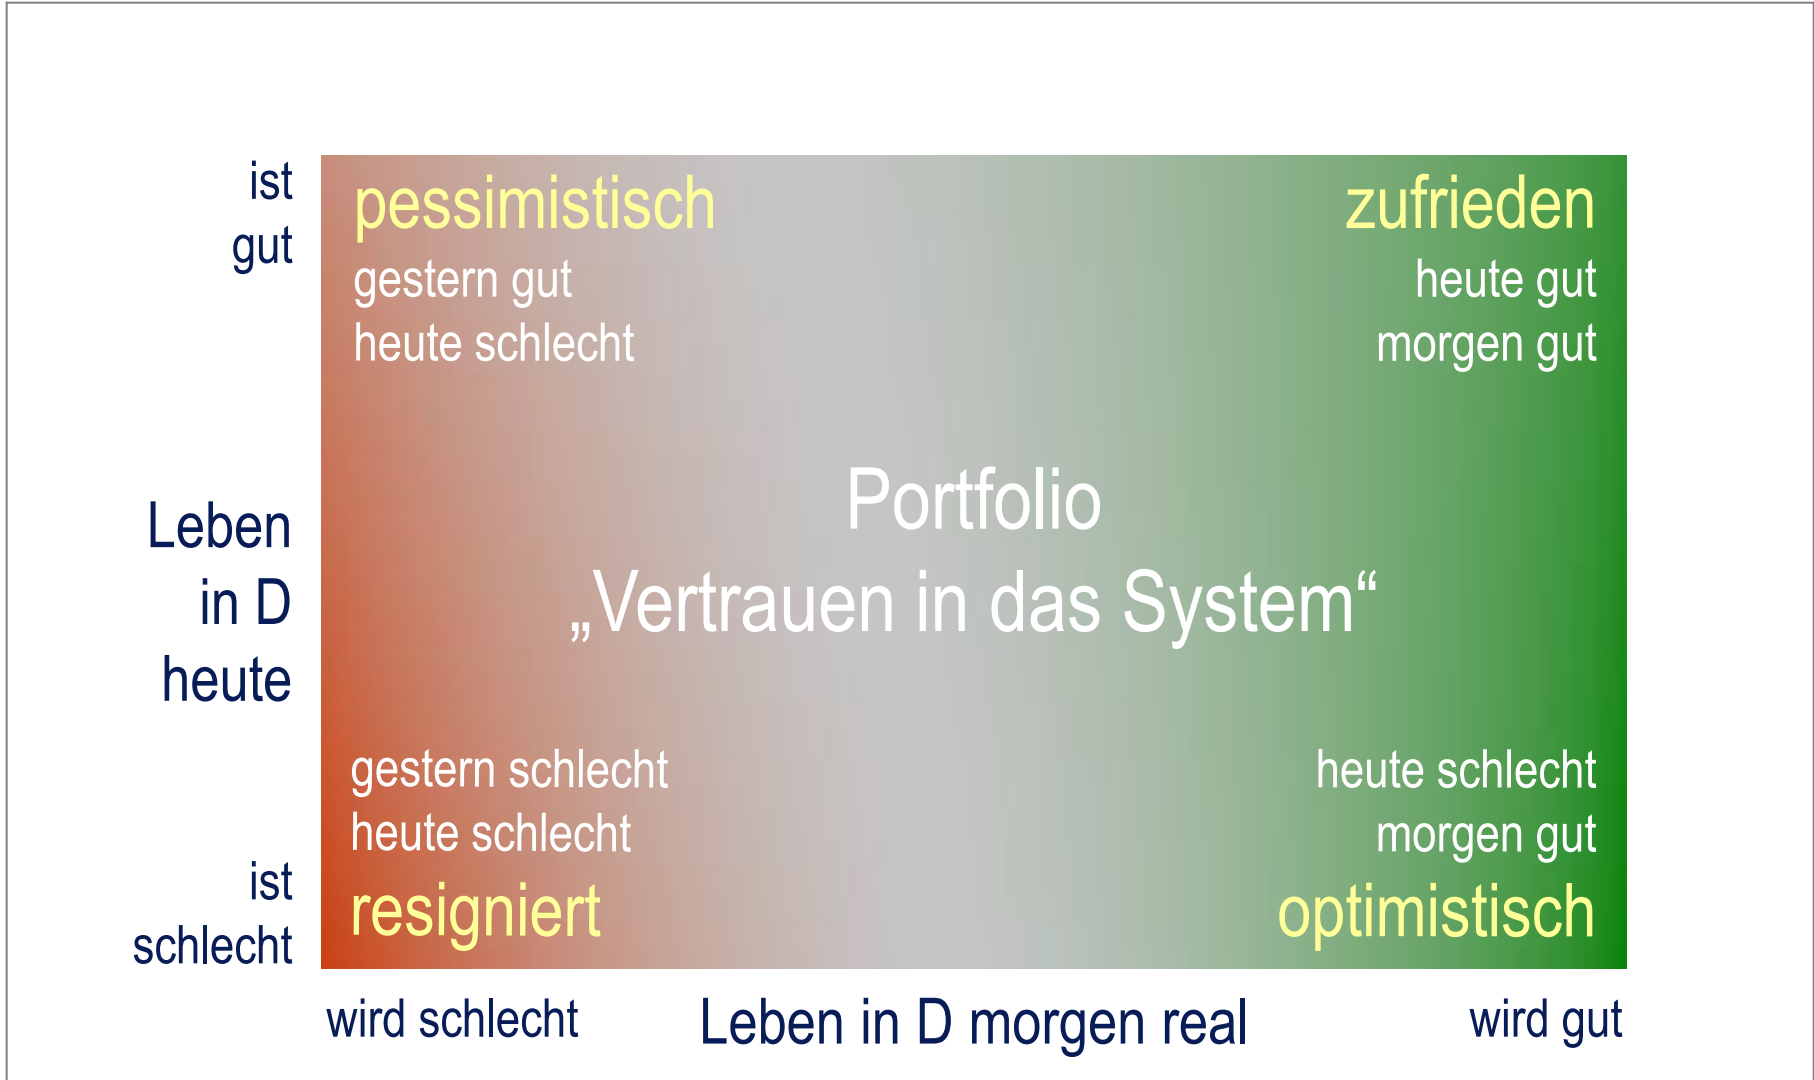 ist
gut
pessimistisch
gestern gut
heute schlecht
zufrieden
heute gut
morgen gut
Leben
in D
heute
Portfolio
„Vertrauen in das System“
gestern schlecht
heute schlecht
resigniert
heute schlecht
morgen gut
optimistisch
ist
schlecht
wird schlecht
Leben in D morgen real
wird gut